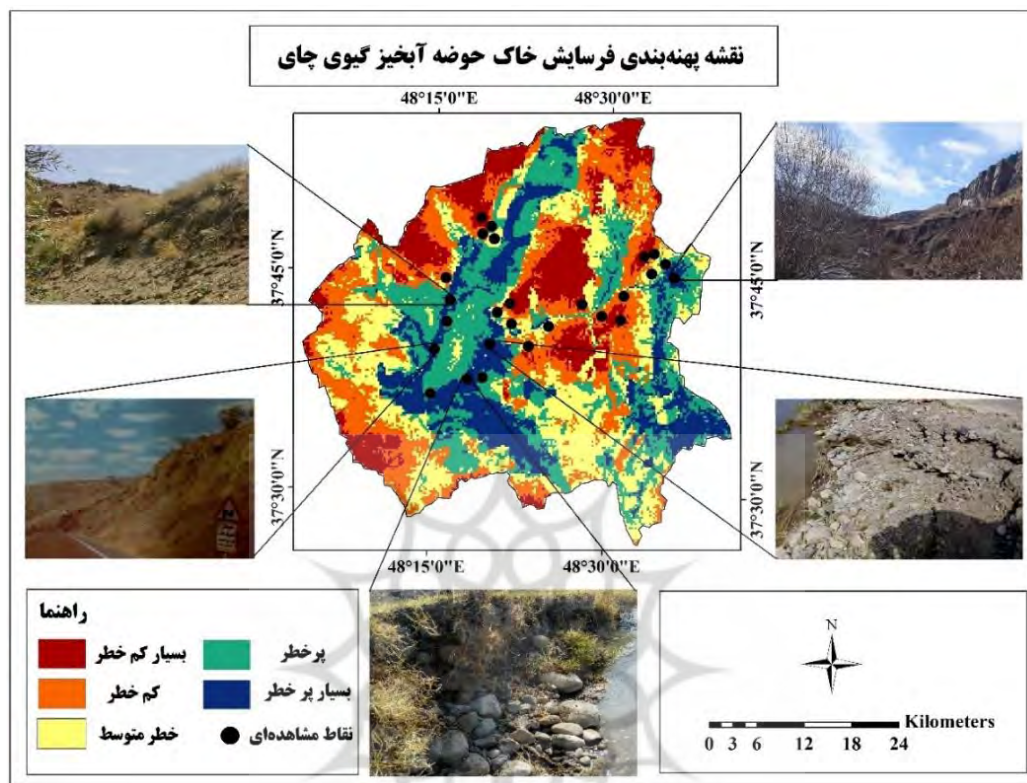 نقشه پهنه‌بندی فرسایش خاک حوضه آبخیز گیوی چای
48°15'0"E 48°30'0"E
37°45'0"N 37°45'0"N
37°30'0"N 37°30'0"N
48°15'0"E 48°30'0"E
راهنما
بسیار کم خطر
پرخطر
کم خطر
بسیار پر خطر
خطر متوسط
نقاط مشاهده‌ای
N
Kilometers
0 3 6 12 18 24